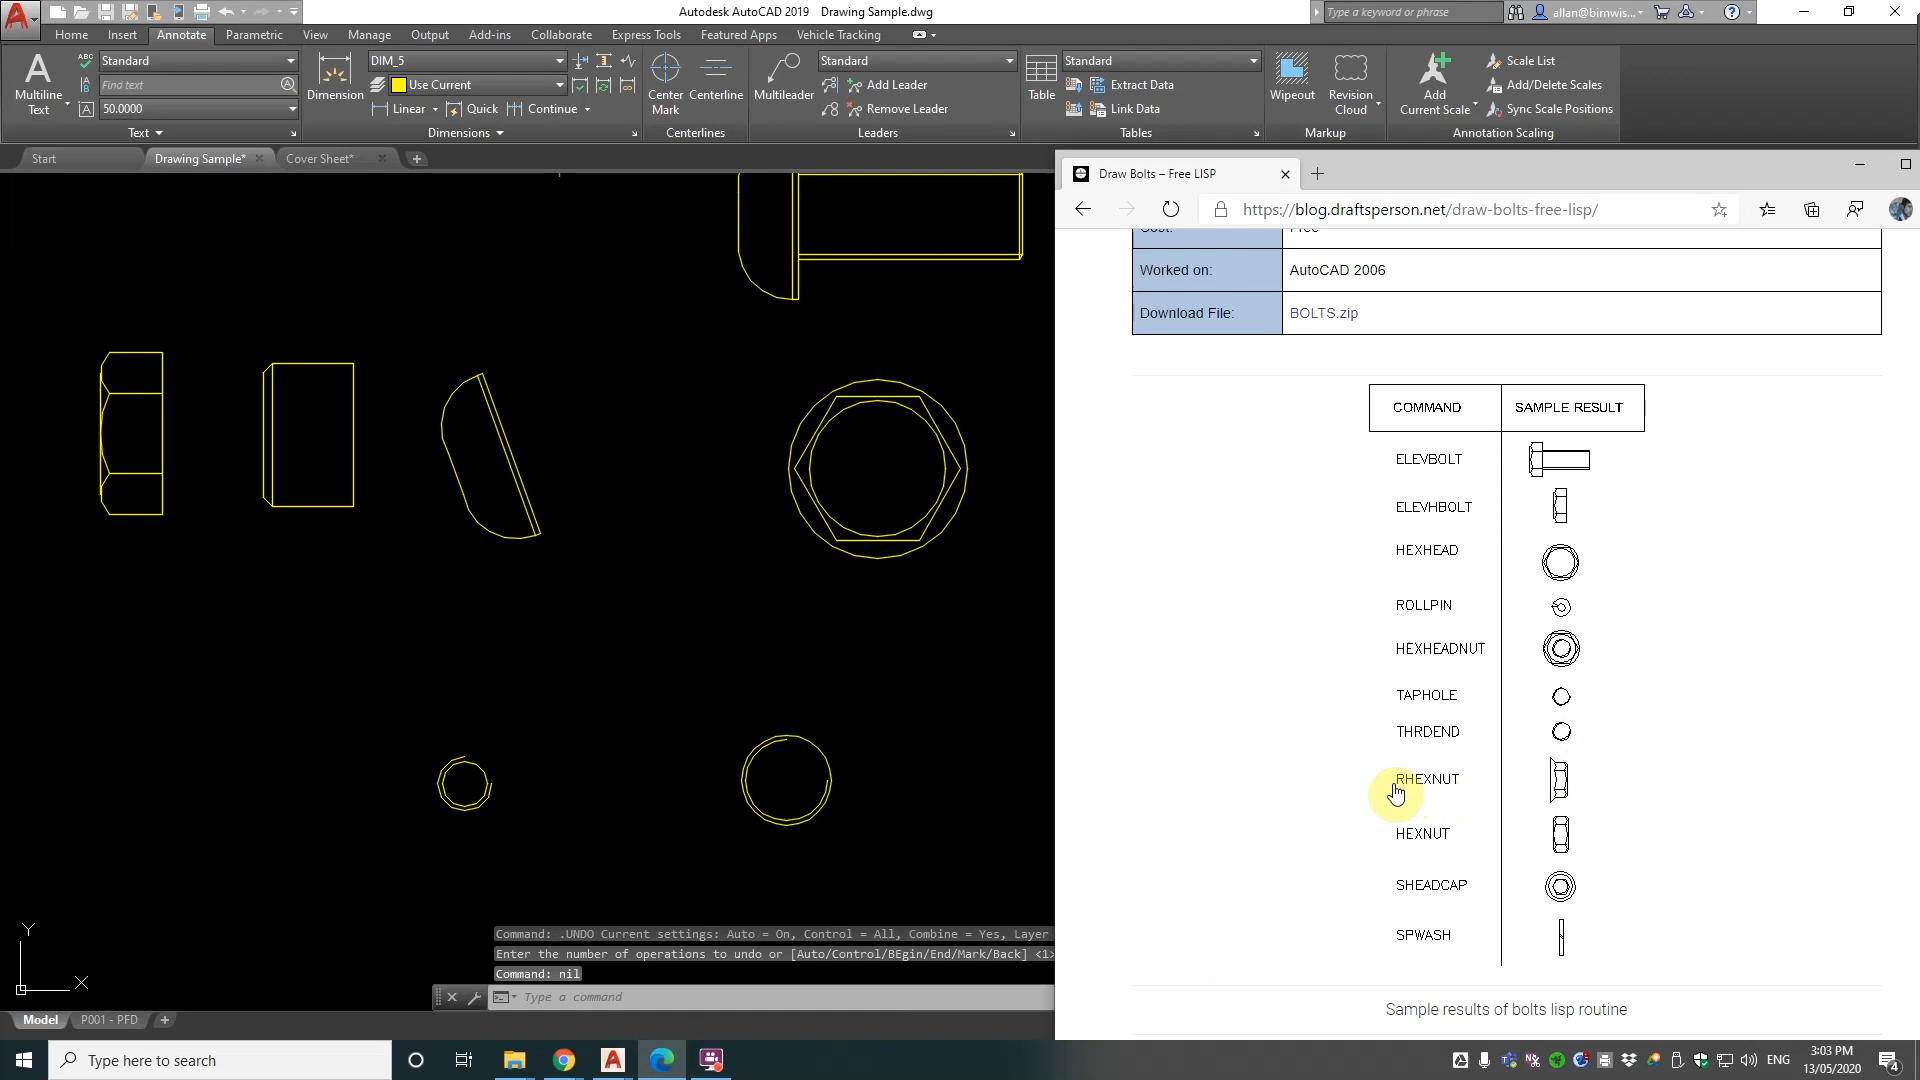 Autodesk AutoCAD 2019 Drawing Sample.dwg
Type a keyword or phrase
allan@bimwis...
Home Insert Annotate Parametric View Manage Output Add-ins Collaborate Express Tools Featured Apps Vehicle Tracking
Multiline Text
ABC
Standard
Find text
50.0000
Text
Dimension
DIM_5
Use Current
Linear Quick Continue
Dimensions
Center Mark
Centerline
Centerlines
Multileader
Standard
Add Leader
Remove Leader
Leaders
Table
Standard
Extract Data
Link Data
Tables
Wipeout
Revision Cloud
Markup
Add Current Scale
Scale List
Add/Delete Scales
Sync Scale Positions
Annotation Scaling
Start Drawing Sample* Cover Sheet*
Draw Bolts – Free LISP
https://blog.draftsperson.net/draw-bolts-free-lisp/
Cost: Free
Worked on: AutoCAD 2006
Download File: BOLTS.zip
COMMAND SAMPLE RESULT
ELEVBOLT
ELEVHBOLT
HEXHEAD
ROLLPIN
HEXHEADNUT
TAPHOLE
THRDEND
RHEXNUT
HEXNUT
SHEADCAP
SPWASH
Sample results of bolts lisp routine
Y
X
Command: .UNDO Current settings: Auto = On, Control = All, Combine = Yes, Layer
Enter the number of operations to undo or [Auto/Control/BEgin/End/Mark/Back] <1>
Command: nil
Type a command
Model P001 - PFD
Type here to search
ENG
3:03 PM
13/05/2020
4